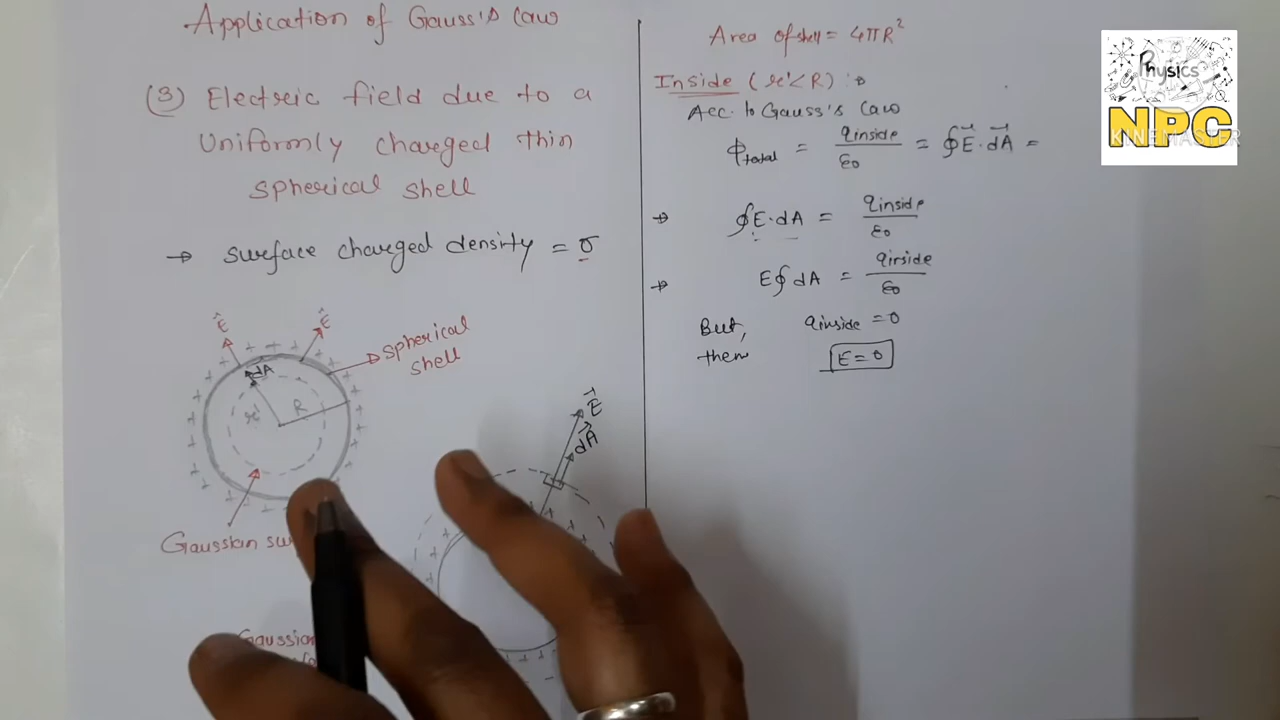 Application of Gauss's Law
(3) Electric field due to a
Uniformly charged thin
spherical shell
→ surface charged density = σ
E
E
spherical
shell
dA
r'
R
Gaussian
E
dA
Gaussian
Area of shell = 4πR²
Inside (r' < R) :→
Acc. to Gauss's Law
ϕtotal = qinside/ε0 = ∮E⃗·dA⃗ =
→ ∮E·dA = qinside/ε0
→ E∮dA = qinside/ε0
But, qinside = 0
then E = 0
Physics
NPC
KINEMASTER